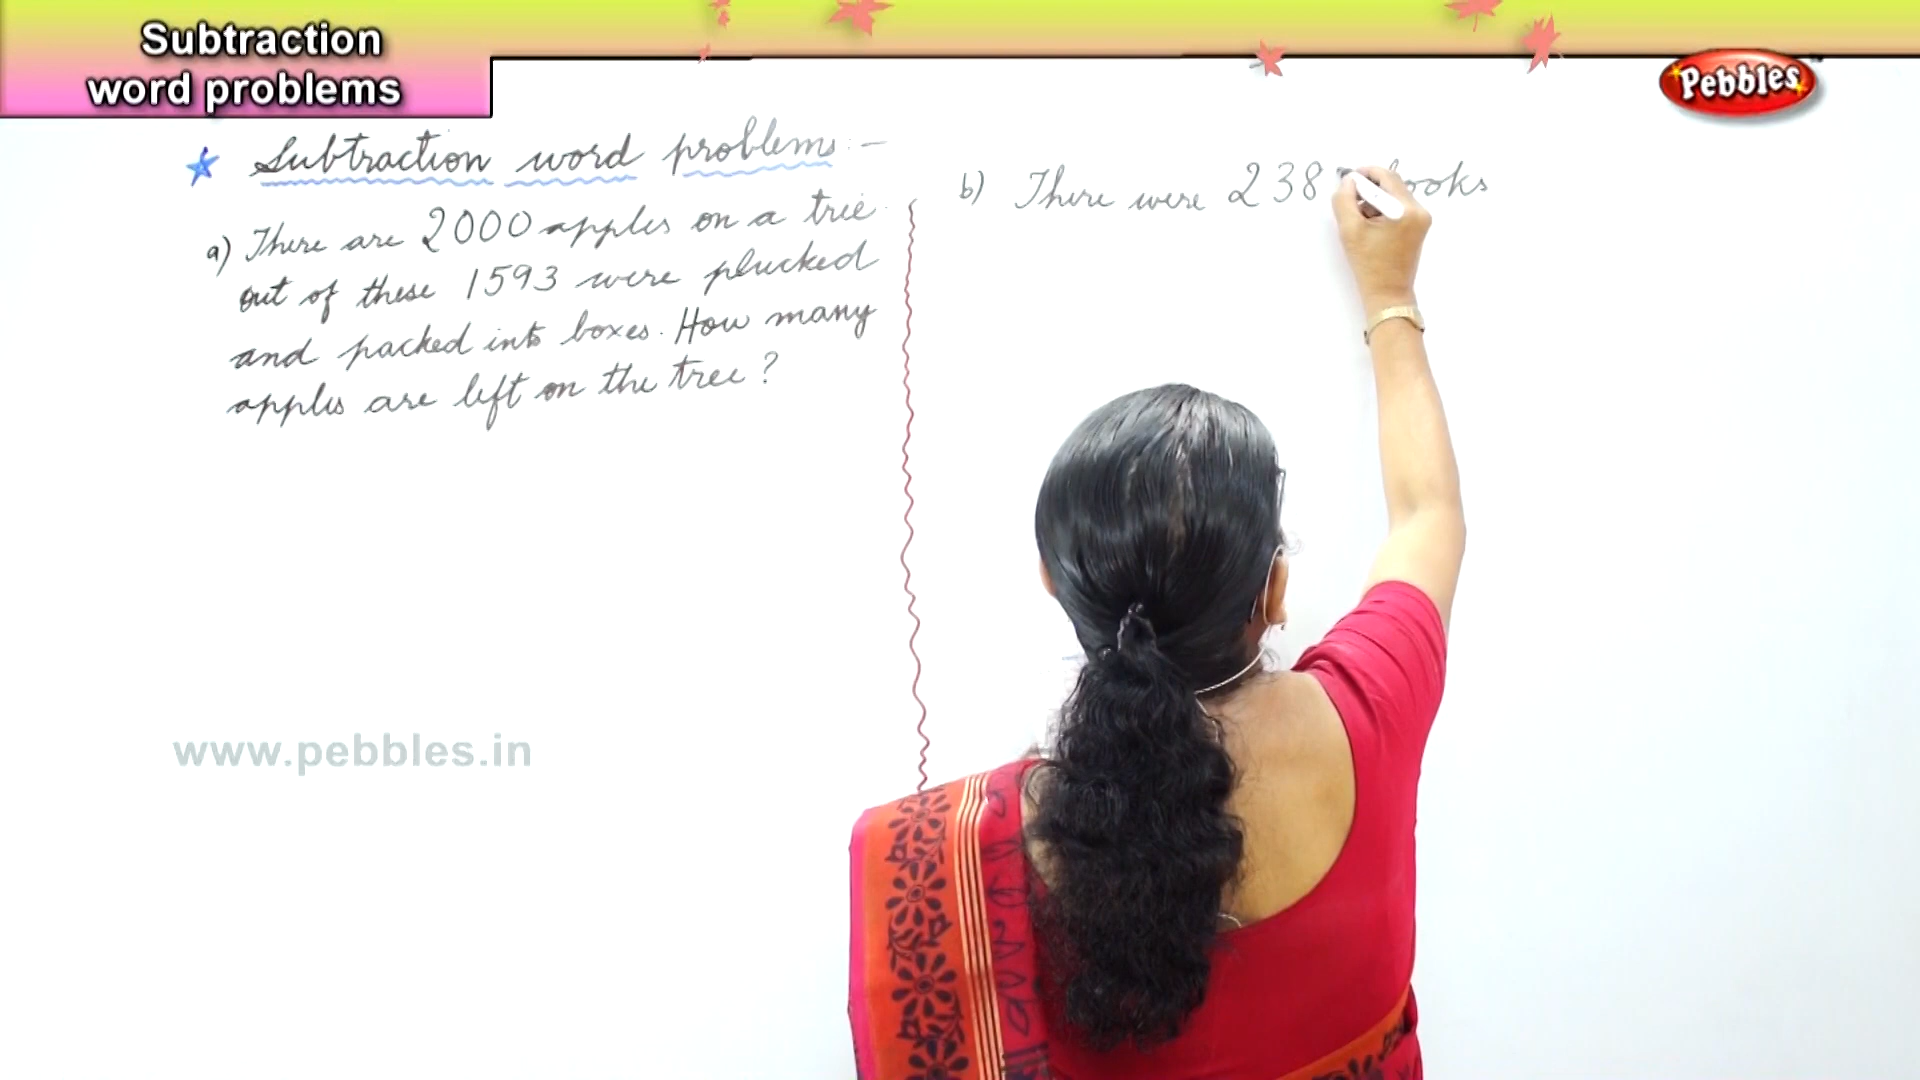 Subtraction
word problems
Pebbles
Subtraction word problems:-
a) There are 2000 apples on a tree
out of these 1593 were plucked
and packed into boxes. How many
apples are left on the tree?
b) There were 238 books
www.pebbles.in